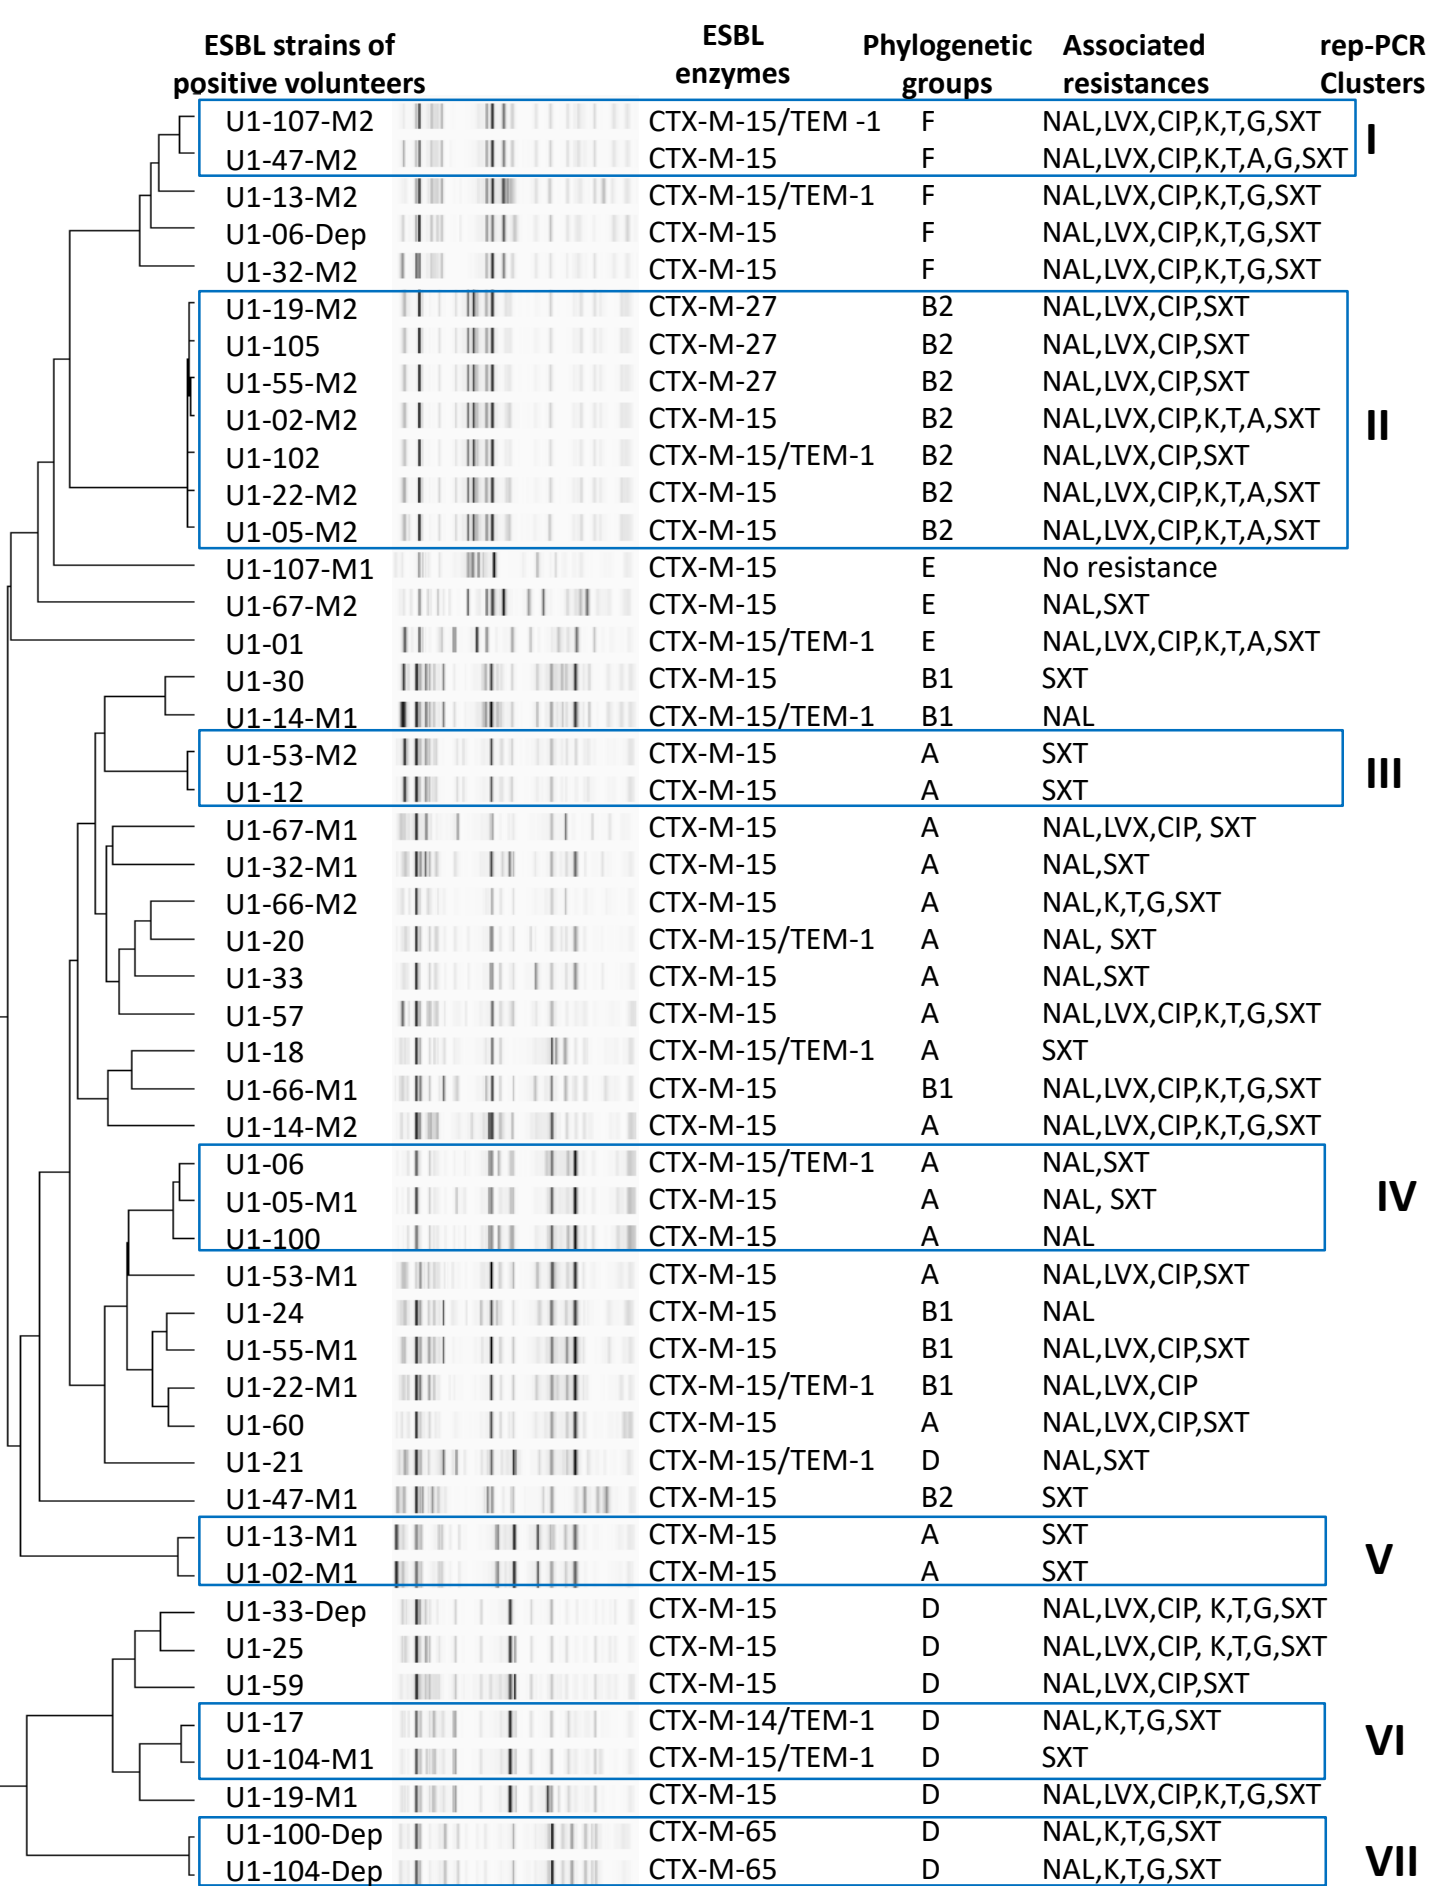 ESBL strains of positive volunteers
ESBL enzymes
Phylogenetic groups
Associated resistances
rep-PCR Clusters
U1-107-M2 CTX-M-15/TEM -1 F NAL,LVX,CIP,K,T,G,SXT
I
U1-47-M2 CTX-M-15 F NAL,LVX,CIP,K,T,A,G,SXT
U1-13-M2 CTX-M-15/TEM-1 F NAL,LVX,CIP,K,T,G,SXT
U1-06-Dep CTX-M-15 F NAL,LVX,CIP,K,T,G,SXT
U1-32-M2 CTX-M-15 F NAL,LVX,CIP,K,T,G,SXT
U1-19-M2 CTX-M-27 B2 NAL,LVX,CIP,SXT
U1-105 CTX-M-27 B2 NAL,LVX,CIP,SXT
U1-55-M2 CTX-M-27 B2 NAL,LVX,CIP,SXT
U1-02-M2 CTX-M-15 B2 NAL,LVX,CIP,K,T,A,SXT
II
U1-102 CTX-M-15/TEM-1 B2 NAL,LVX,CIP,SXT
U1-22-M2 CTX-M-15 B2 NAL,LVX,CIP,K,T,A,SXT
U1-05-M2 CTX-M-15 B2 NAL,LVX,CIP,K,T,A,SXT
U1-107-M1 CTX-M-15 E No resistance
U1-67-M2 CTX-M-15 E NAL,SXT
U1-01 CTX-M-15/TEM-1 E NAL,LVX,CIP,K,T,A,SXT
U1-30 CTX-M-15 B1 SXT
U1-14-M1 CTX-M-15/TEM-1 B1 NAL
U1-53-M2 CTX-M-15 A SXT
III
U1-12 CTX-M-15 A SXT
U1-67-M1 CTX-M-15 A NAL,LVX,CIP, SXT
U1-32-M1 CTX-M-15 A NAL,SXT
U1-66-M2 CTX-M-15 A NAL,K,T,G,SXT
U1-20 CTX-M-15/TEM-1 A NAL, SXT
U1-33 CTX-M-15 A NAL,SXT
U1-57 CTX-M-15 A NAL,LVX,CIP,K,T,G,SXT
U1-18 CTX-M-15/TEM-1 A SXT
U1-66-M1 CTX-M-15 B1 NAL,LVX,CIP,K,T,G,SXT
U1-14-M2 CTX-M-15 A NAL,LVX,CIP,K,T,G,SXT
U1-06 CTX-M-15/TEM-1 A NAL,SXT
U1-05-M1 CTX-M-15 A NAL, SXT
IV
U1-100 CTX-M-15 A NAL
U1-53-M1 CTX-M-15 A NAL,LVX,CIP,SXT
U1-24 CTX-M-15 B1 NAL
U1-55-M1 CTX-M-15 B1 NAL,LVX,CIP,SXT
U1-22-M1 CTX-M-15/TEM-1 B1 NAL,LVX,CIP
U1-60 CTX-M-15 A NAL,LVX,CIP,SXT
U1-21 CTX-M-15/TEM-1 D NAL,SXT
U1-47-M1 CTX-M-15 B2 SXT
U1-13-M1 CTX-M-15 A SXT
V
U1-02-M1 CTX-M-15 A SXT
U1-33-Dep CTX-M-15 D NAL,LVX,CIP, K,T,G,SXT
U1-25 CTX-M-15 D NAL,LVX,CIP, K,T,G,SXT
U1-59 CTX-M-15 D NAL,LVX,CIP,SXT
U1-17 CTX-M-14/TEM-1 D NAL,K,T,G,SXT
VI
U1-104-M1 CTX-M-15/TEM-1 D SXT
U1-19-M1 CTX-M-15 D NAL,LVX,CIP,K,T,G,SXT
U1-100-Dep CTX-M-65 D NAL,K,T,G,SXT
VII
U1-104-Dep CTX-M-65 D NAL,K,T,G,SXT